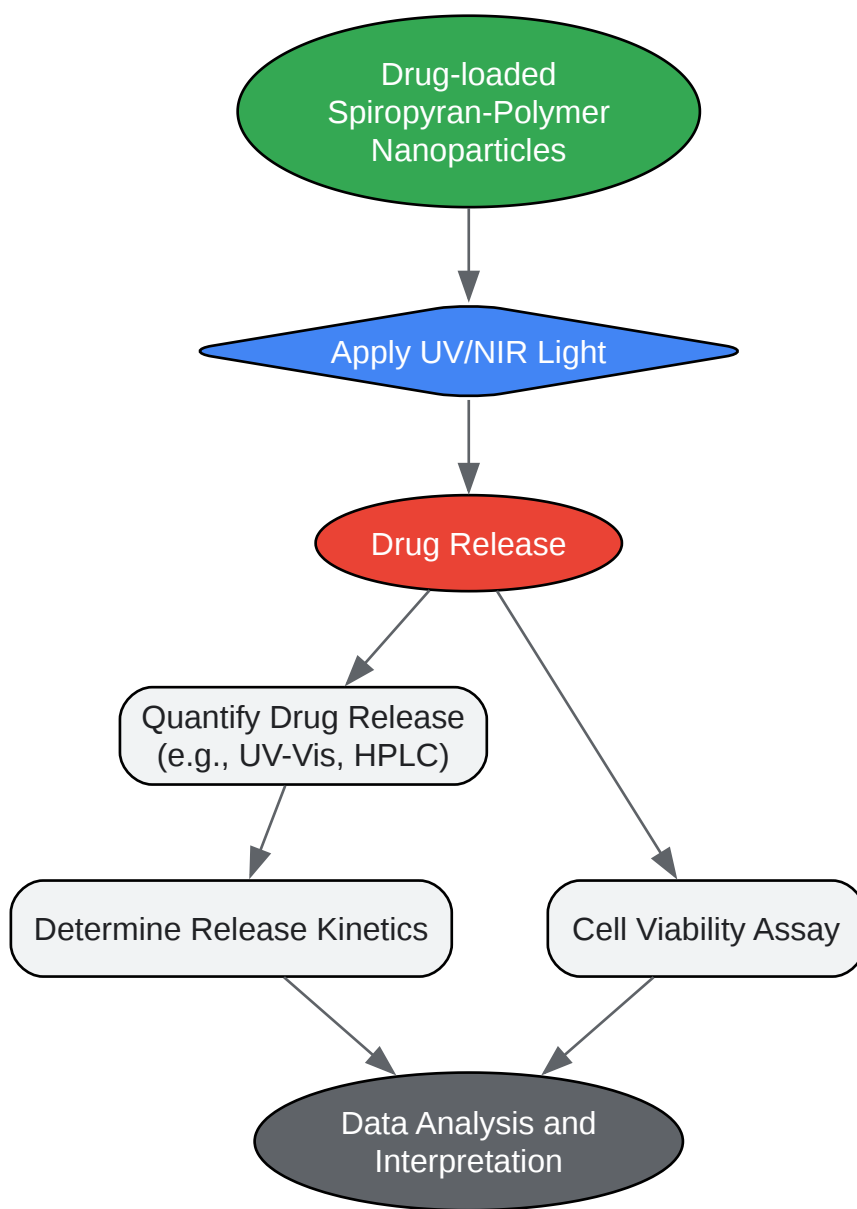 Drug-loaded
Spiropyran-Polymer
Nanoparticles
Apply UV/NIR Light
Drug Release
Quantify Drug Release
(e.g., UV-Vis, HPLC)
Determine Release Kinetics
Cell Viability Assay
Data Analysis and
Interpretation